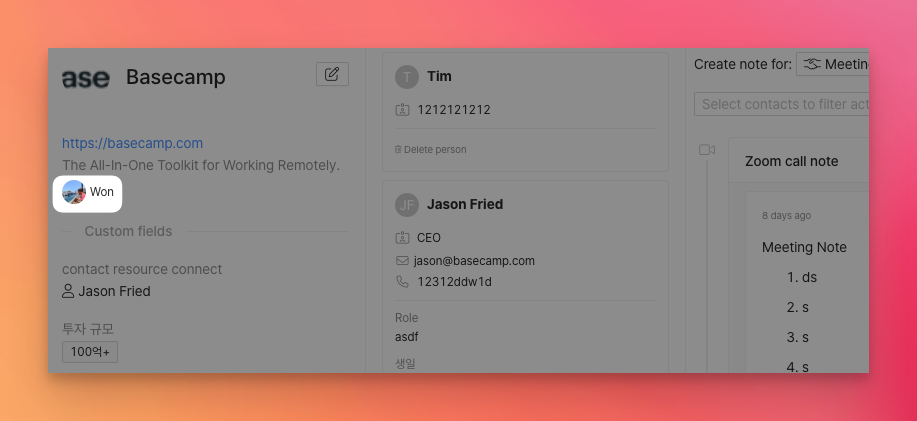 ase Basecamp
https://basecamp.com
The All-In-One Toolkit for Working Remotely.
Won
Custom fields
contact resource connect
Jason Fried
투자 규모
100억+
T Tim
1212121212
Delete person
JF Jason Fried
CEO
jason@basecamp.com
12312ddw1d
Role
asdf
생일
Create note for: Meetin
Select contacts to filter act
Zoom call note
8 days ago
Meeting Note
1. ds
2. s
3. s
4. s